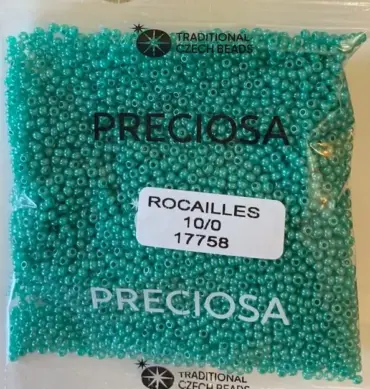 TRADITIONAL
CZECH BEADS
PRECIOSA
ROCAILLES
10/0
17758
PRECIOSA
TRADITIONAL
CZECH BEADS